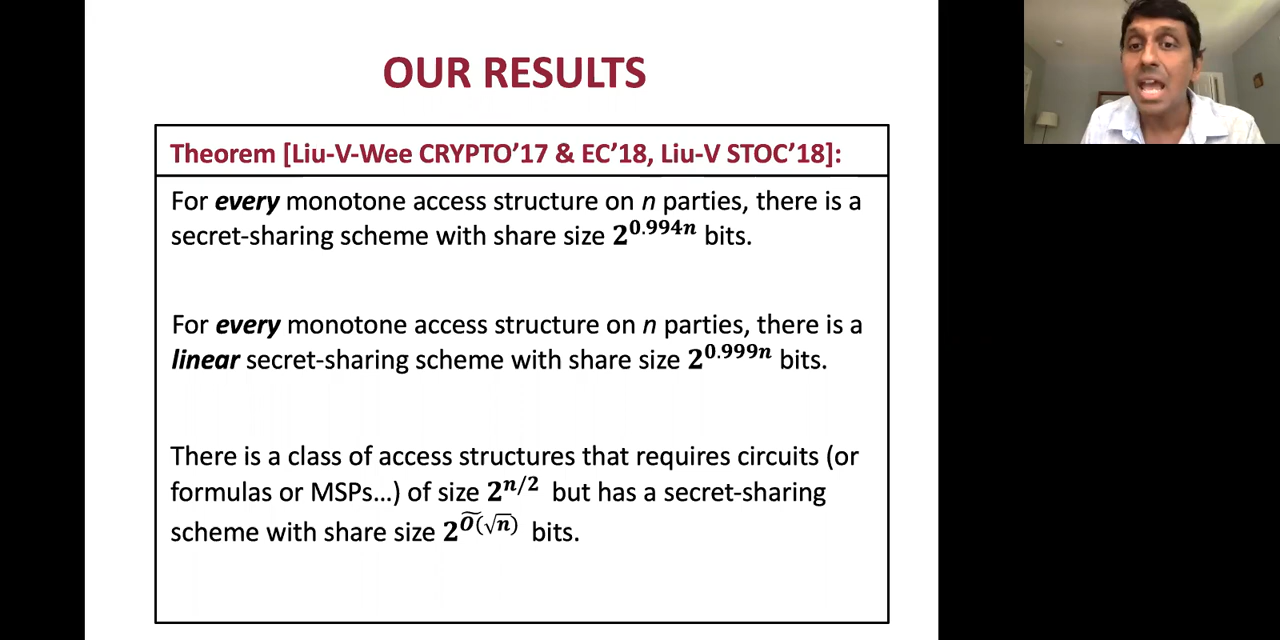 OUR RESULTS
Theorem [Liu-V-Wee CRYPTO'17 & EC'18, Liu-V STOC'18]:
For every monotone access structure on n parties, there is a
secret-sharing scheme with share size 2^{0.994n} bits.
For every monotone access structure on n parties, there is a
linear secret-sharing scheme with share size 2^{0.999n} bits.
There is a class of access structures that requires circuits (or
formulas or MSPs...) of size 2^{n/2} but has a secret-sharing
scheme with share size 2^{Õ(√n)} bits.